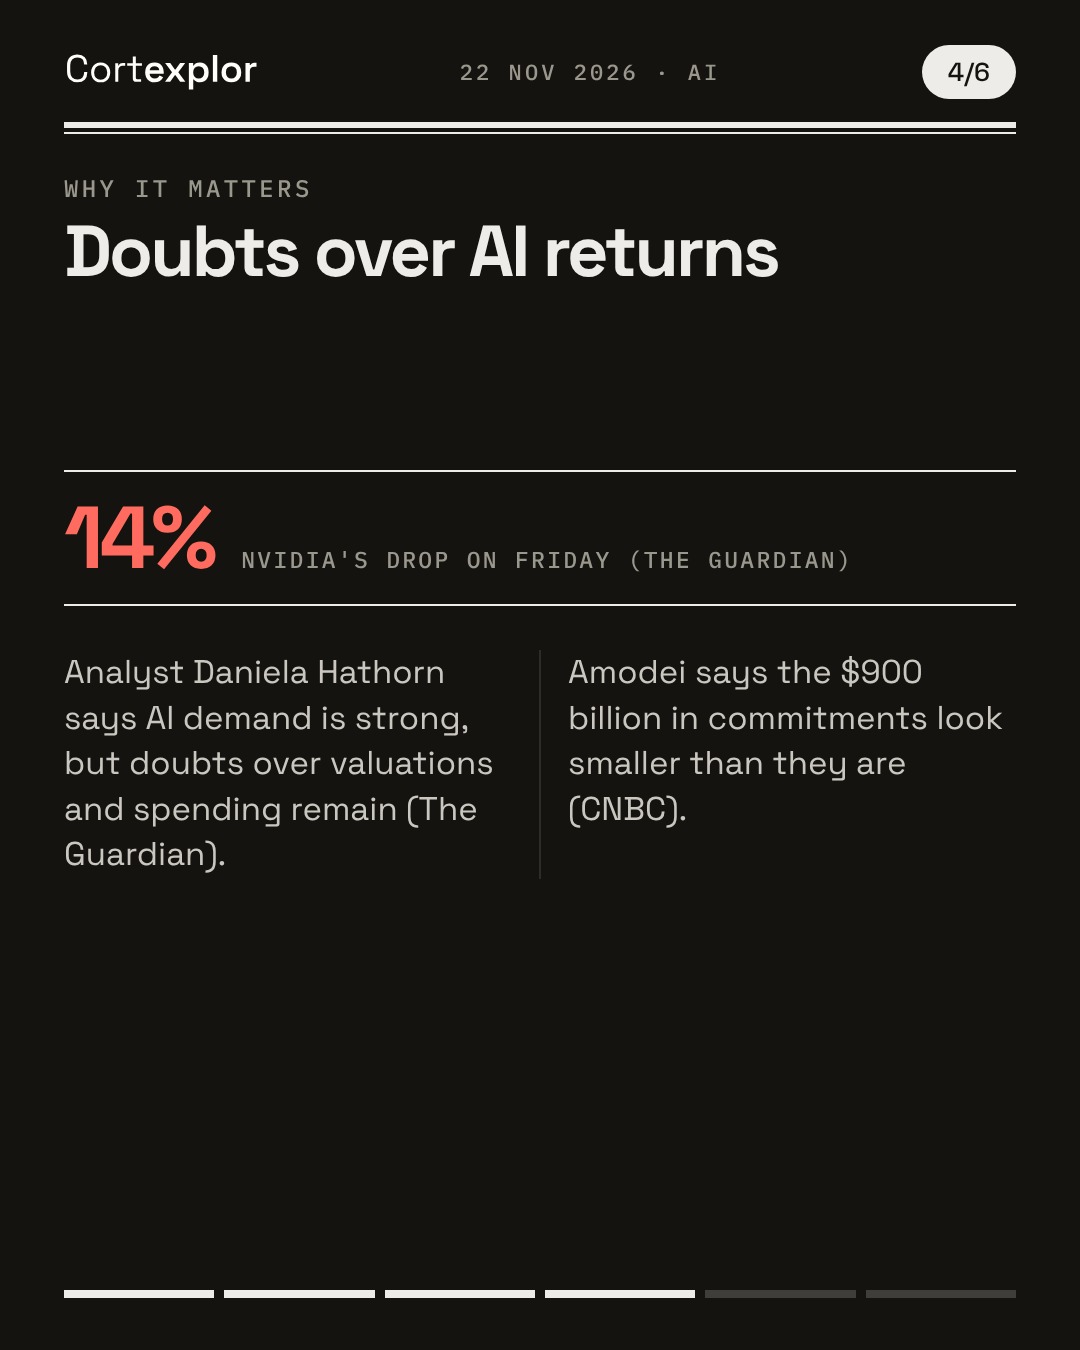 Cortexplor
22 NOV 2026 · AI
4/6
WHY IT MATTERS
Doubts over AI returns
14%
NVIDIA'S DROP ON FRIDAY (THE GUARDIAN)
Analyst Daniela Hathorn
says AI demand is strong,
but doubts over valuations
and spending remain (The
Guardian).
Amodei says the $900
billion in commitments look
smaller than they are
(CNBC).